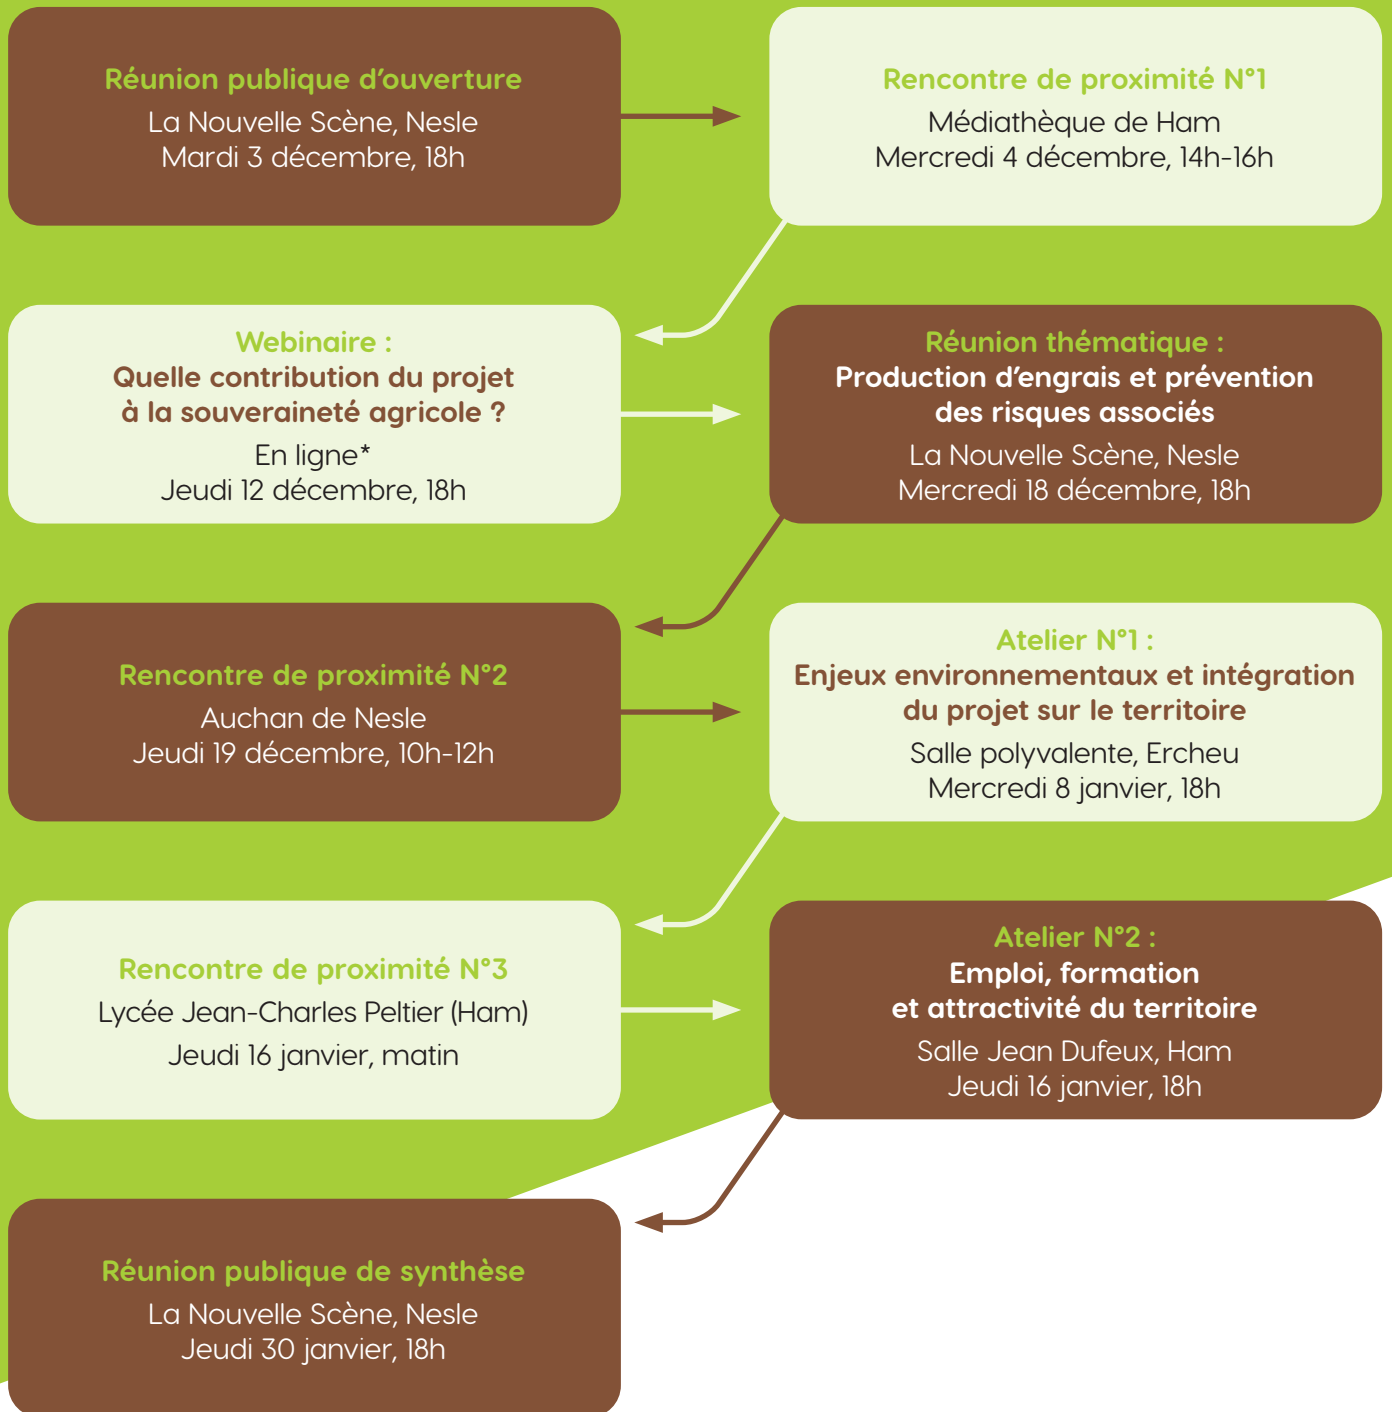 Réunion publique d'ouverture
La Nouvelle Scène, Nesle
Mardi 3 décembre, 18h
Rencontre de proximité N°1
Médiathèque de Ham
Mercredi 4 décembre, 14h-16h
Webinaire :
Quelle contribution du projet
à la souveraineté agricole ?
En ligne*
Jeudi 12 décembre, 18h
Réunion thématique :
Production d'engrais et prévention
des risques associés
La Nouvelle Scène, Nesle
Mercredi 18 décembre, 18h
Rencontre de proximité N°2
Auchan de Nesle
Jeudi 19 décembre, 10h-12h
Atelier N°1 :
Enjeux environnementaux et intégration
du projet sur le territoire
Salle polyvalente, Ercheu
Mercredi 8 janvier, 18h
Rencontre de proximité N°3
Lycée Jean-Charles Peltier (Ham)
Jeudi 16 janvier, matin
Atelier N°2 :
Emploi, formation
et attractivité du territoire
Salle Jean Dufeux, Ham
Jeudi 16 janvier, 18h
Réunion publique de synthèse
La Nouvelle Scène, Nesle
Jeudi 30 janvier, 18h